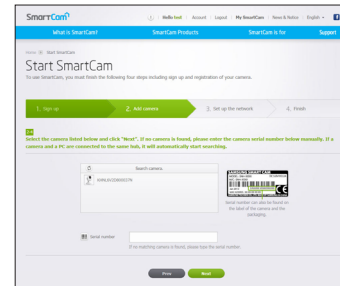 SmartCam
Hello test | Account | Logout | My SmartCam | News & Notice | English
What is SmartCam? SmartCam Products SmartCam is for Support
Home Start SmartCam
Start SmartCam
To use SmartCam, you must finish the following four steps including sign up and registration of your camera.
1. Sign up 2. Add camera 3. Set up the network 4. Finish
Select the camera listed below and click "Next". If no camera is found, please enter the camera serial number below manually. If a
camera and a PC are connected to the same hub, it will automatically start searching.
Search camera
SAMSUNG SMART CAM
Serial number can also be found on
the label of the camera and the
packaging
Serial number
If no matching camera is found, please type the serial number.
Prev Next